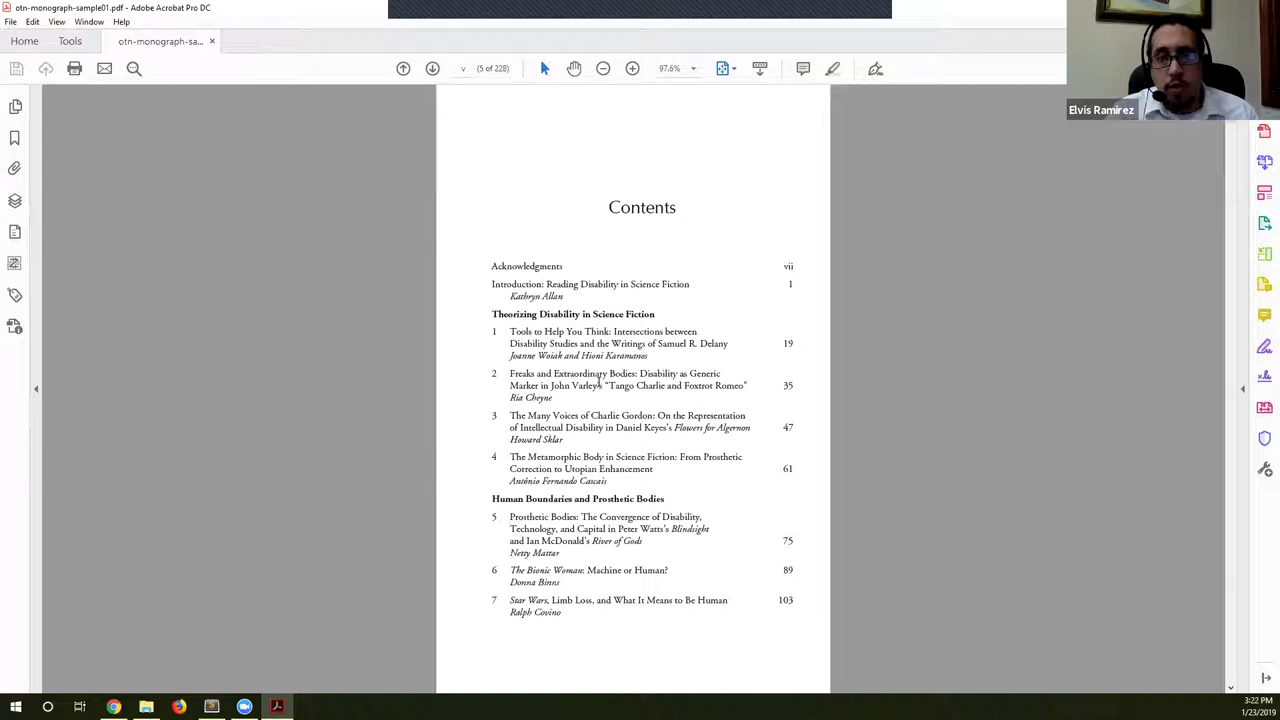 otn-monograph-sample01.pdf - Adobe Acrobat Pro DC
File Edit View Window Help
Home Tools otn-monograph-sa... ×
v (5 of 228) 97.6%
Elvis Ramirez
Contents
Acknowledgments vii
Introduction: Reading Disability in Science Fiction 1
Kathryn Allan
Theorizing Disability in Science Fiction
1 Tools to Help You Think: Intersections between
Disability Studies and the Writings of Samuel R. Delany 19
Joanne Woiak and Hioni Karamanos
2 Freaks and Extraordinary Bodies: Disability as Generic
Marker in John Varley's “Tango Charlie and Foxtrot Romeo” 35
Ria Cheyne
3 The Many Voices of Charlie Gordon: On the Representation
of Intellectual Disability in Daniel Keyes's Flowers for Algernon 47
Howard Sklar
4 The Metamorphic Body in Science Fiction: From Prosthetic
Correction to Utopian Enhancement 61
António Fernando Cascais
Human Boundaries and Prosthetic Bodies
5 Prosthetic Bodies: The Convergence of Disability,
Technology, and Capital in Peter Watts's Blindsight
and Ian McDonald's River of Gods 75
Netty Mattar
6 The Bionic Woman: Machine or Human? 89
Donna Binns
7 Star Wars, Limb Loss, and What It Means to Be Human 103
Ralph Covino
3:22 PM
1/23/2019